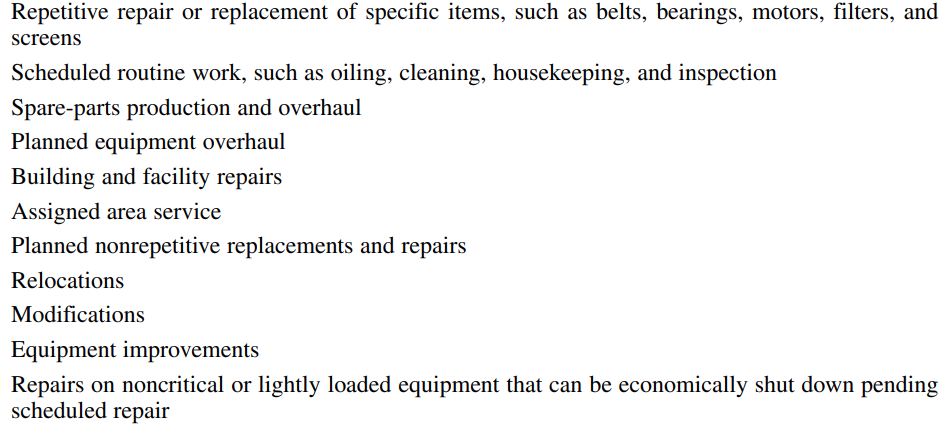 Repetitive repair or replacement of specific items, such as belts, bearings, motors, filters, and
screens
Scheduled routine work, such as oiling, cleaning, housekeeping, and inspection
Spare-parts production and overhaul
Planned equipment overhaul
Building and facility repairs
Assigned area service
Planned nonrepetitive replacements and repairs
Relocations
Modifications
Equipment improvements
Repairs on noncritical or lightly loaded equipment that can be economically shut down pending
scheduled repair